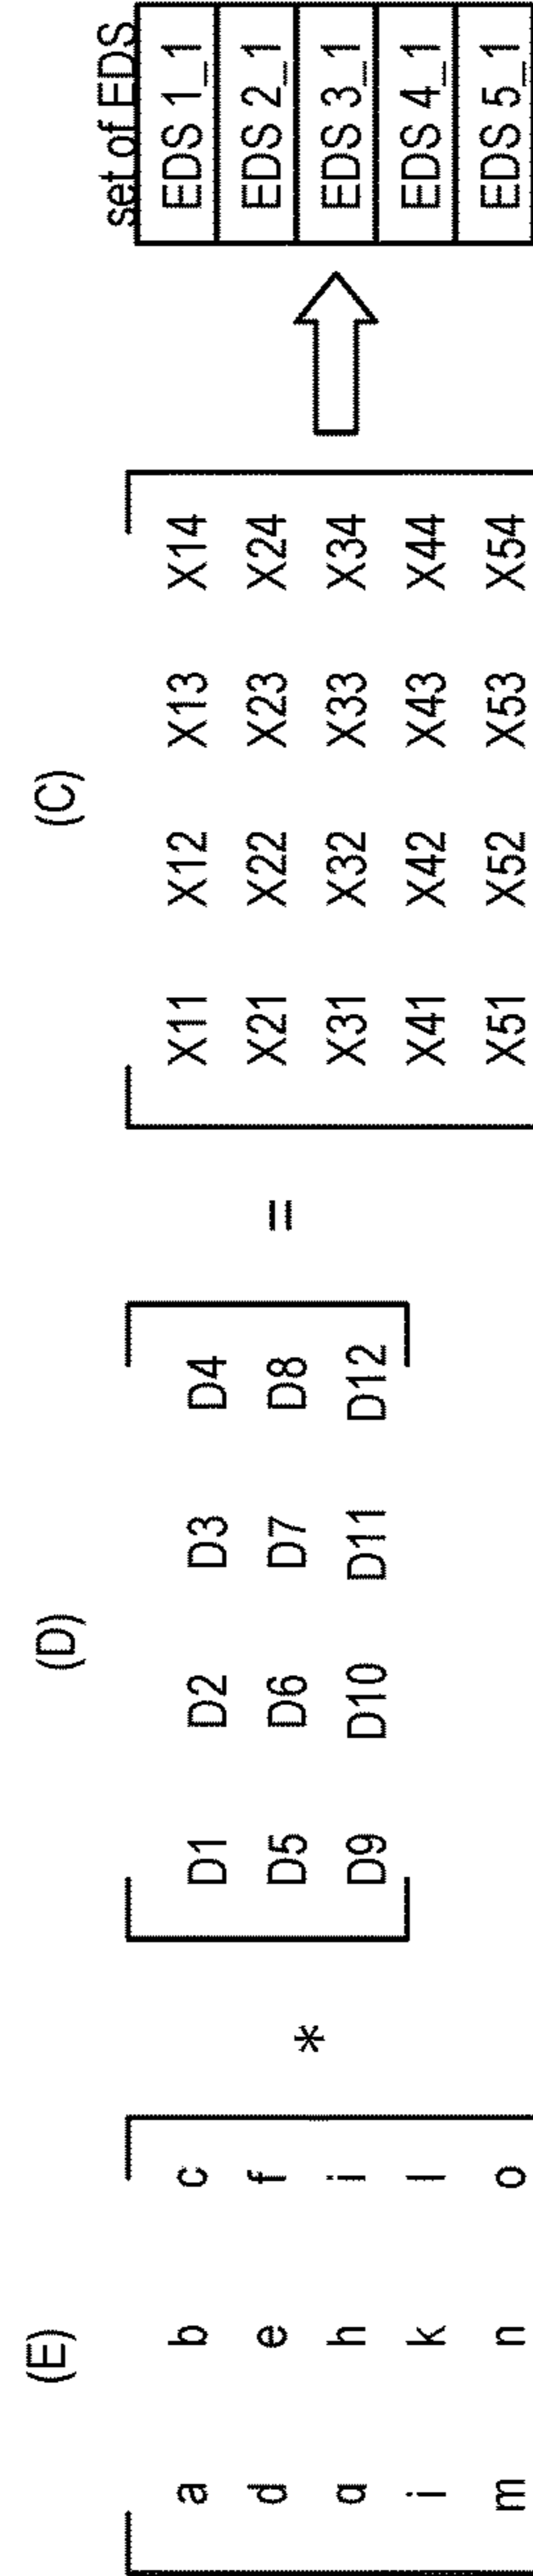 (E)
a b c
d e f
g h i
j k l
m n o
*
(D)
D1 D2 D3 D4
D5 D6 D7 D8
D9 D10 D11 D12
=
(C)
X11 X12 X13 X14
X21 X22 X23 X24
X31 X32 X33 X34
X41 X42 X43 X44
X51 X52 X53 X54
set of EDS
EDS 1_1
EDS 2_1
EDS 3_1
EDS 4_1
EDS 5_1